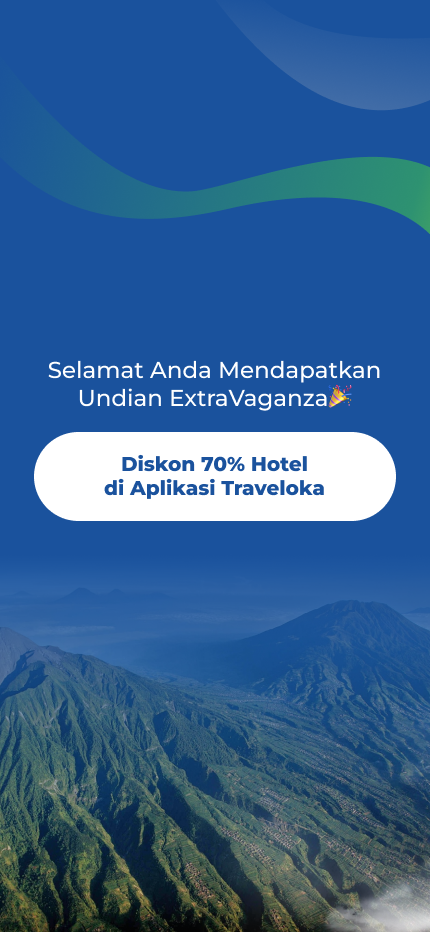 Selamat Anda Mendapatkan
Undian ExtraVaganza🎉
Diskon 70% Hotel
di Aplikasi Traveloka